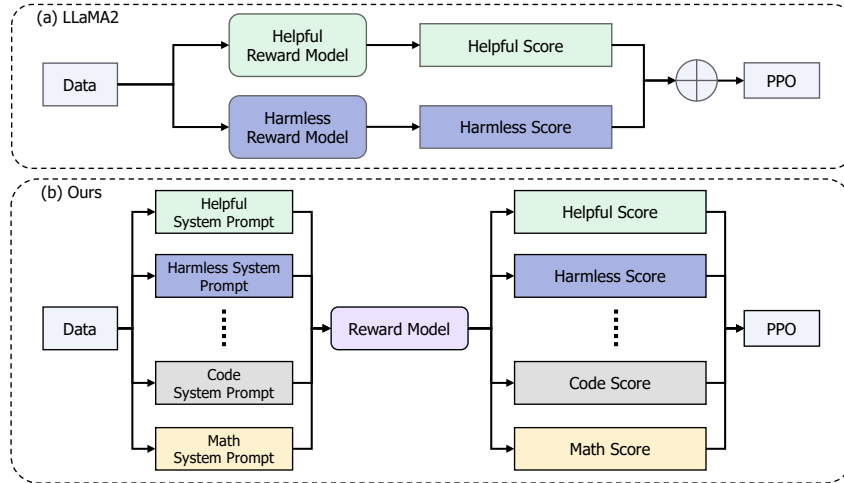 (a) LLaMA2
Data
Helpful
Reward Model
Helpful Score
Harmless
Reward Model
Harmless Score
PPO
(b) Ours
Data
Helpful
System Prompt
Harmless System
Prompt
Code
System Prompt
Math
System Prompt
Reward Model
Helpful Score
Harmless Score
Code Score
Math Score
PPO